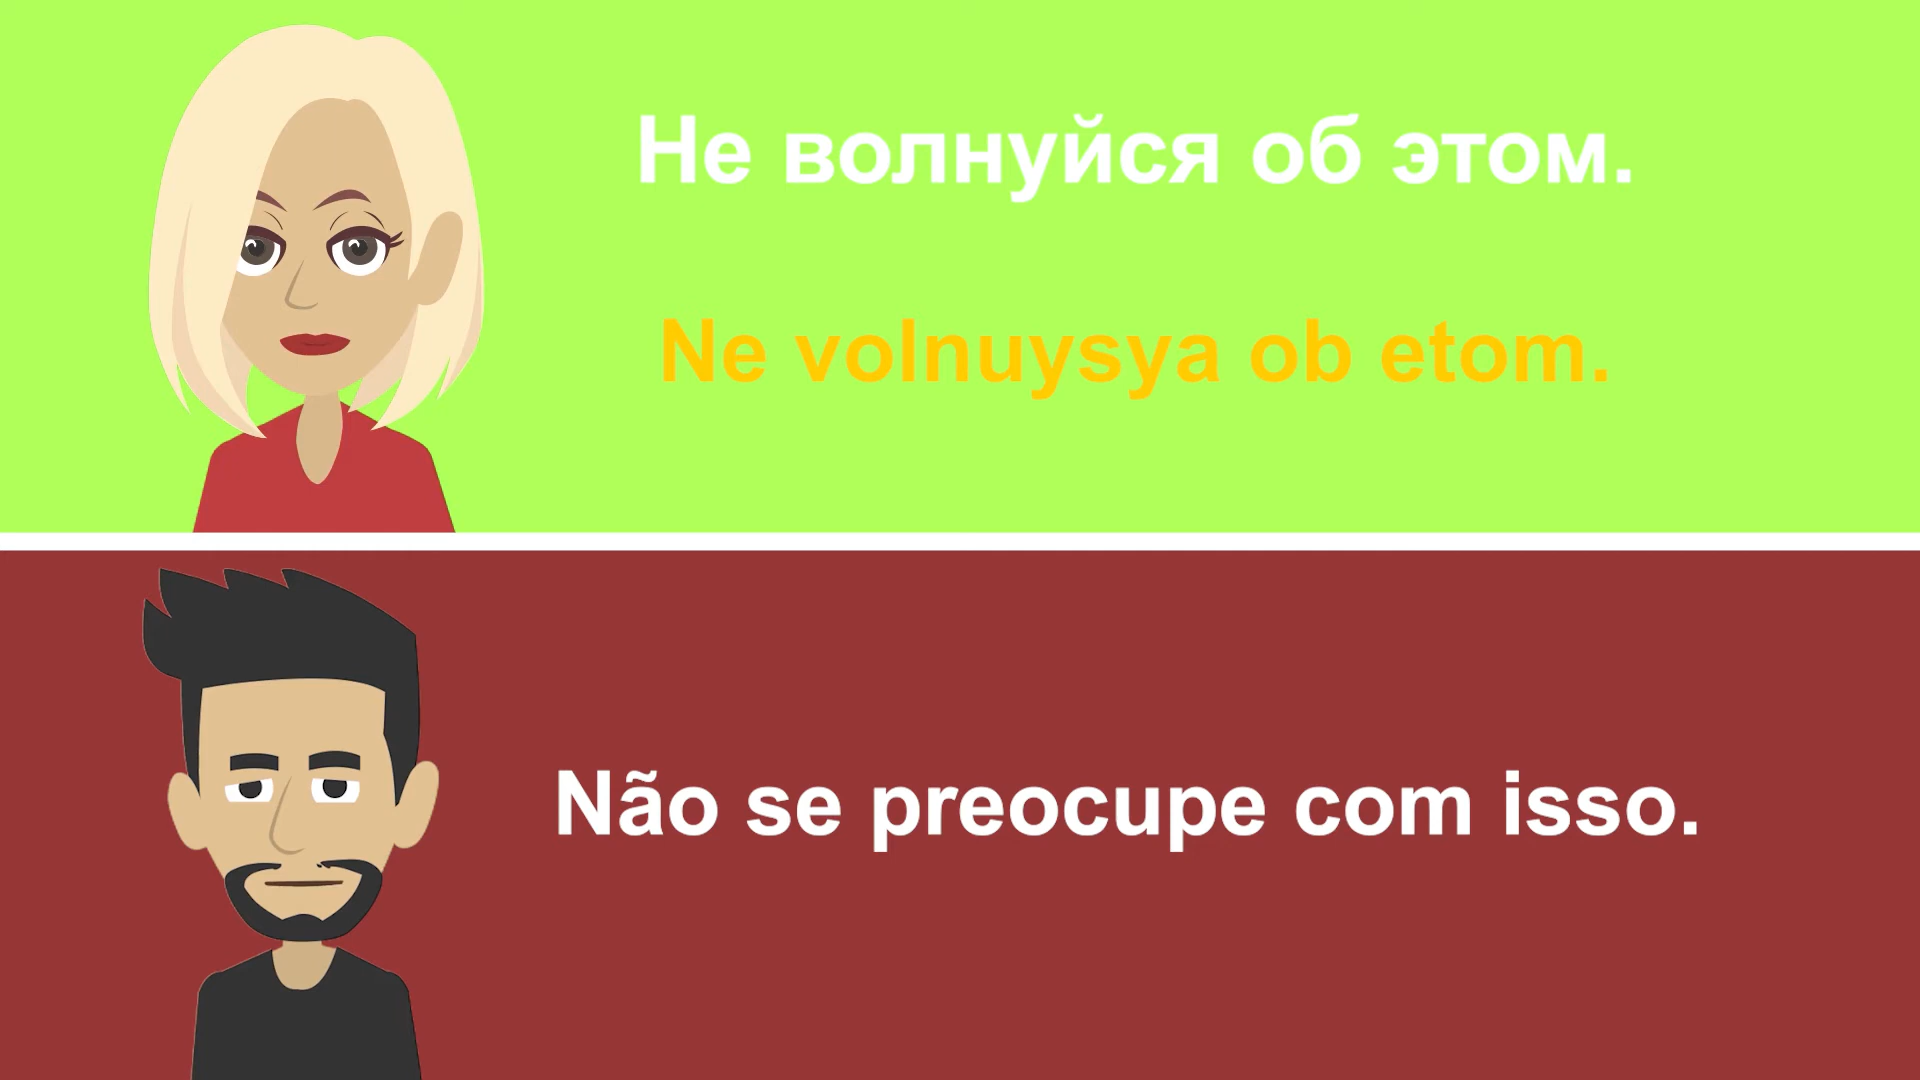 Не волнуйся об этом.
Ne volnuysya ob etom.
Não se preocupe com isso.